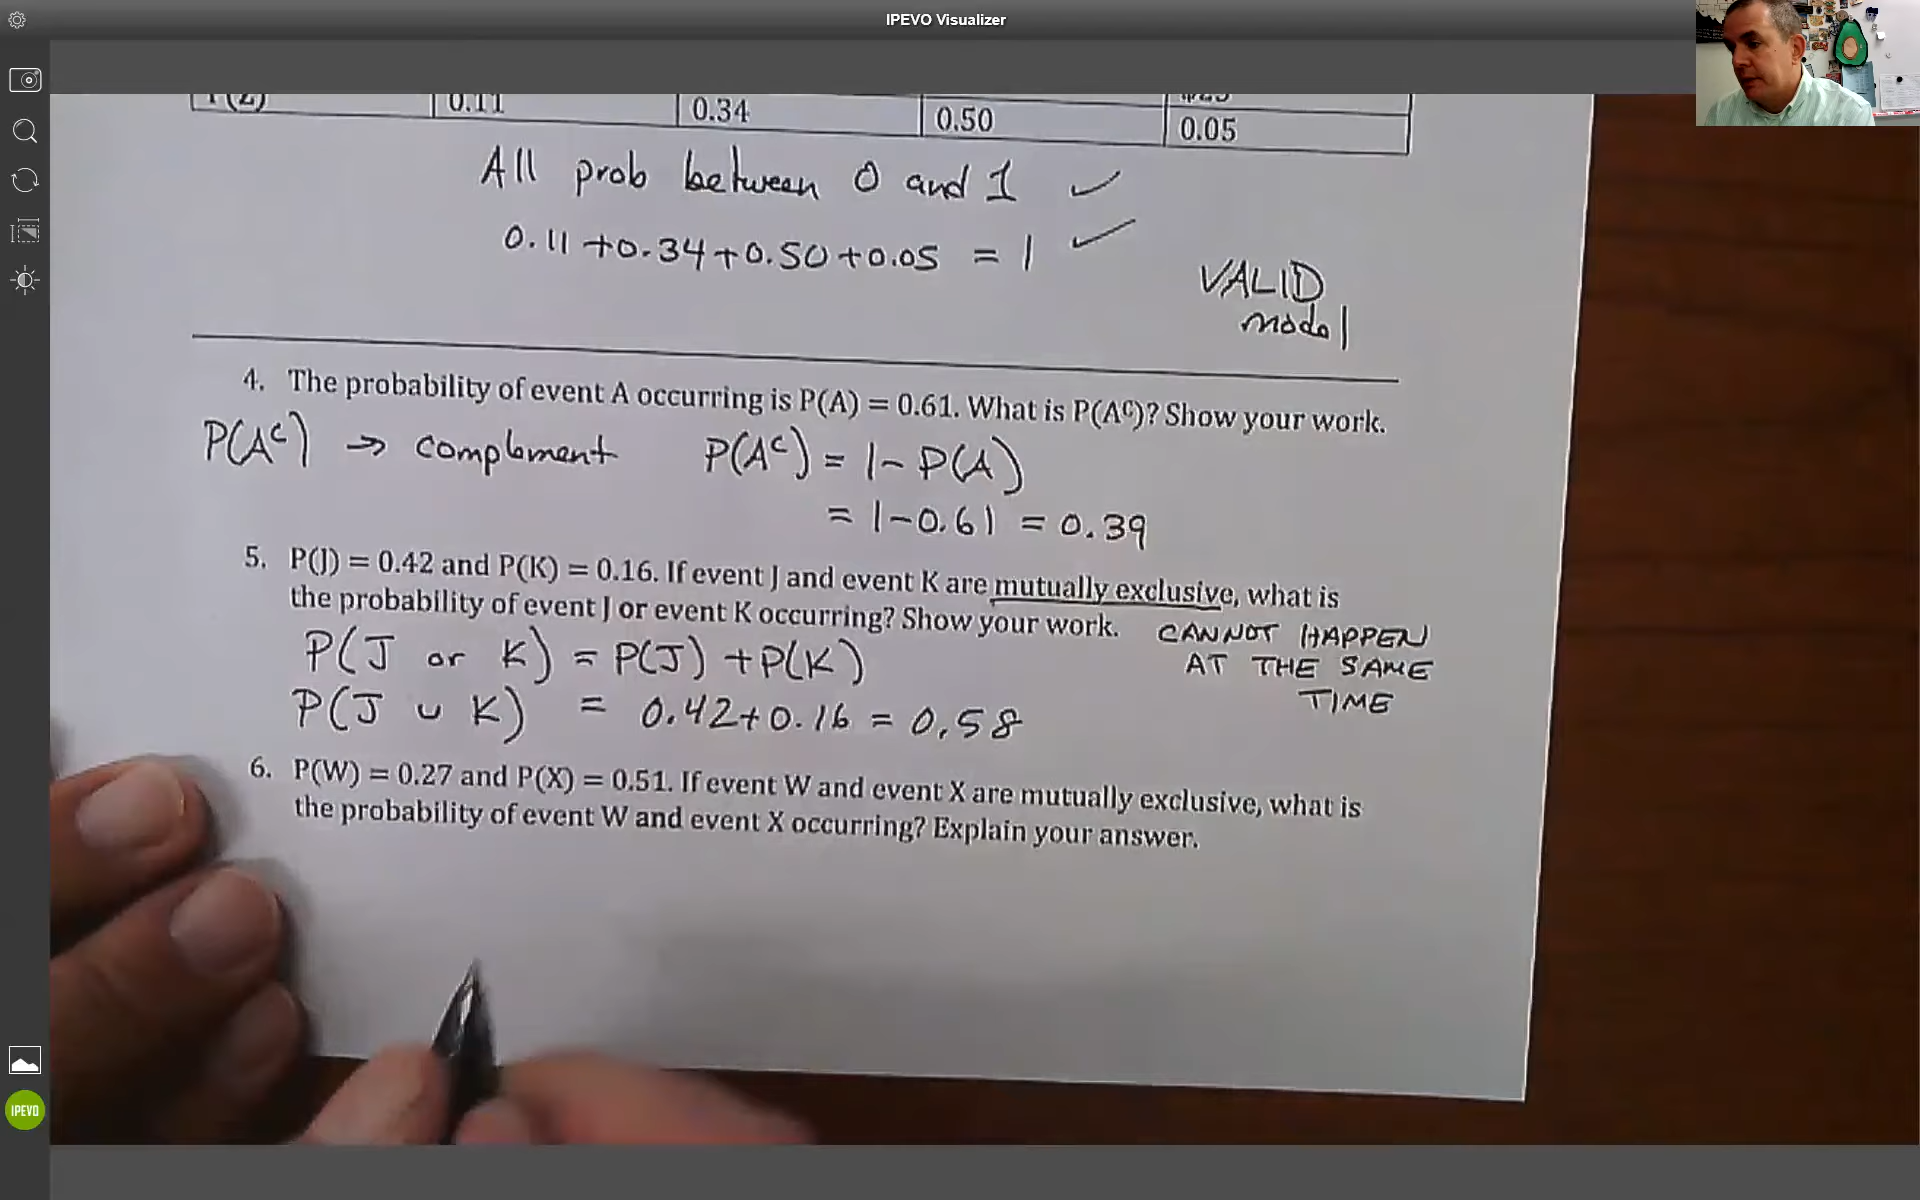 IPEVO Visualizer
P(Z) 0.11 0.34 0.50 0.05
All prob between 0 and 1 ✓
0.11 + 0.34 + 0.50 + 0.05 = 1 ✓
VALID
model
4. The probability of event A occurring is P(A) = 0.61. What is P(Aᶜ)? Show your work.
P(Aᶜ) → complement P(Aᶜ) = 1 - P(A)
= 1 - 0.61 = 0.39
5. P(J) = 0.42 and P(K) = 0.16. If event J and event K are mutually exclusive, what is
the probability of event J or event K occurring? Show your work.
CANNOT HAPPEN
AT THE SAME
TIME
P(J or K) = P(J) + P(K)
P(J ∪ K) = 0.42 + 0.16 = 0.58
6. P(W) = 0.27 and P(X) = 0.51. If event W and event X are mutually exclusive, what is
the probability of event W and event X occurring? Explain your answer.
IPEVO